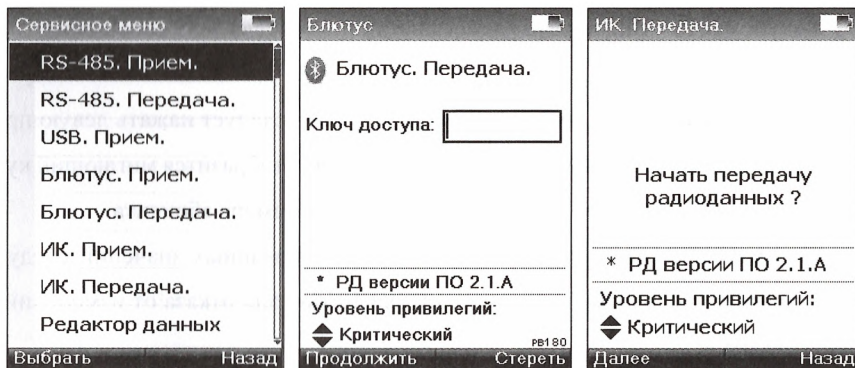 Сервисное меню
RS-485. Прием.
RS-485. Передача.
USB. Прием.
Блютус. Прием.
Блютус. Передача.
ИК. Прием.
ИК. Передача.
Редактор данных
Выбрать Назад
Блютус
Блютус. Передача.
Ключ доступа:
* РД версии ПО 2.1.А
Уровень привилегий:
Критический
РВ180
Продолжить Стереть
ИК. Передача.
Начать передачу
радиоданных ?
* РД версии ПО 2.1.А
Уровень привилегий:
Критический
Далее Назад